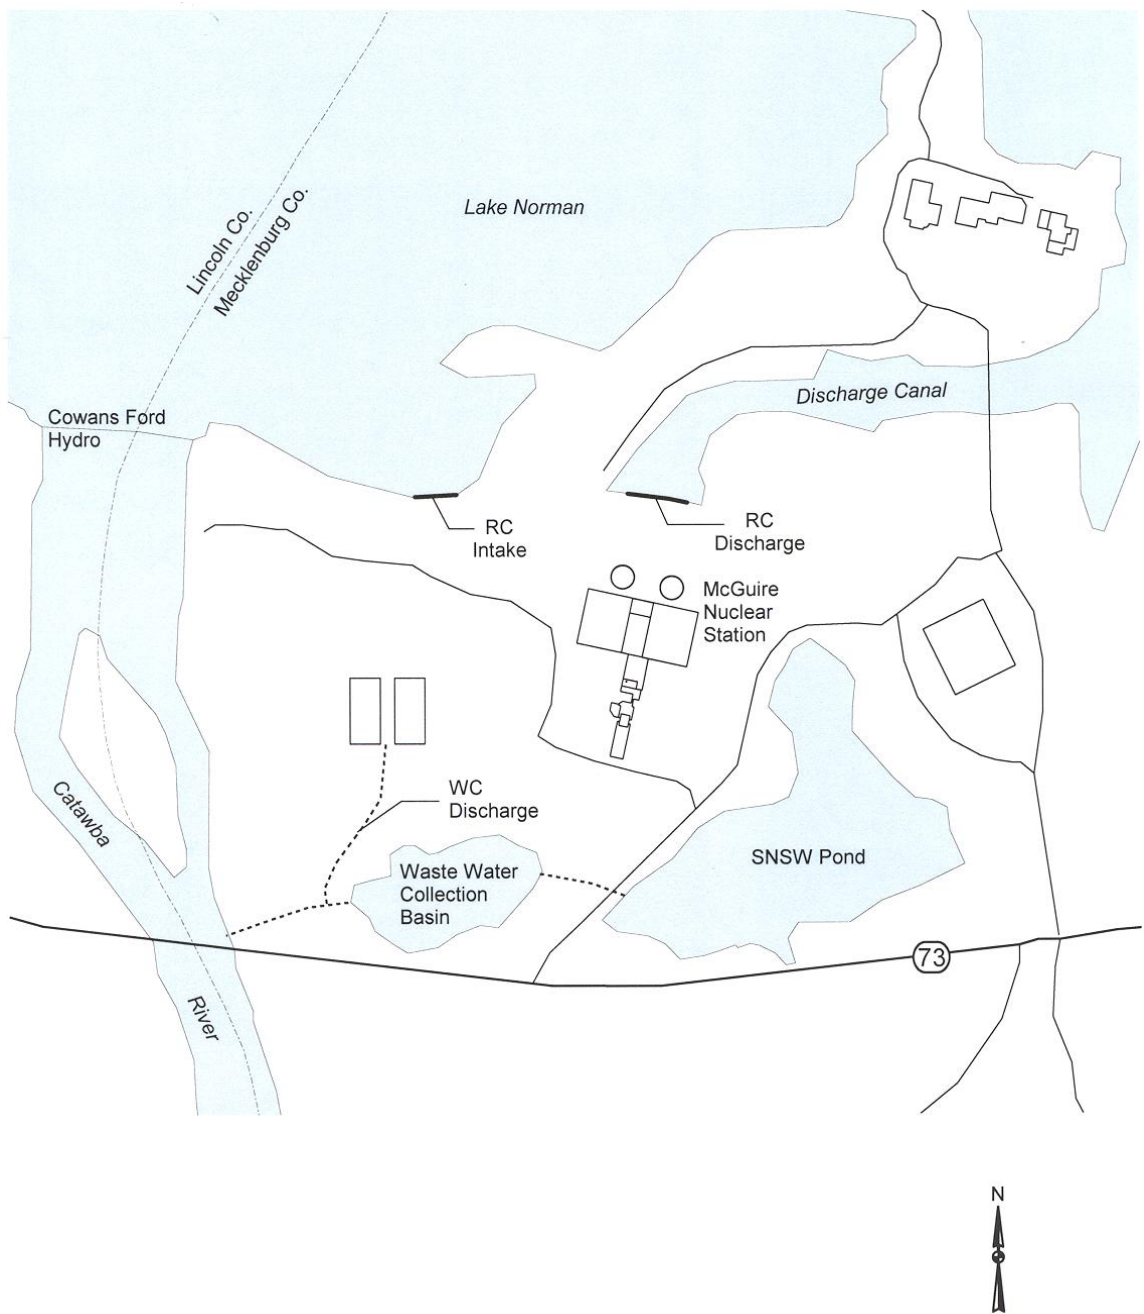 Lake Norman
Lincoln Co.
Mecklenburg Co.
Discharge Canal
Cowans Ford
Hydro
RC
Intake
RC
Discharge
McGuire
Nuclear
Station
WC
Discharge
Catawba
SNSW Pond
Waste Water
Collection
Basin
73
River
N